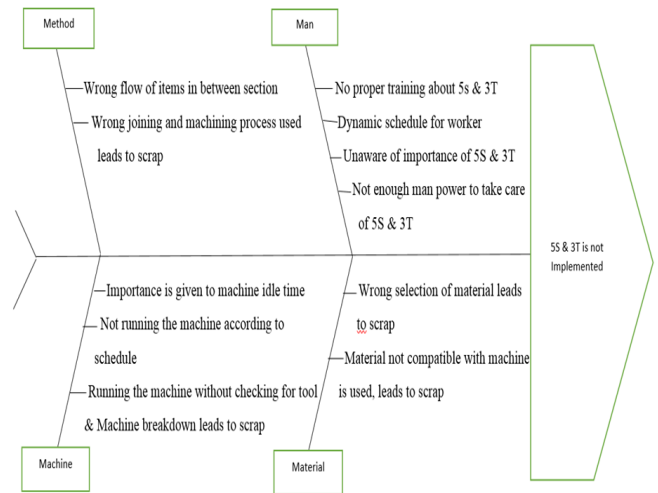 Method
Wrong flow of items in between section
Wrong joining and machining process used
leads to scrap
Man
No proper training about 5s & 3T
Dynamic schedule for worker
Unaware of importance of 5S & 3T
Not enough man power to take care
of 5S & 3T
5S & 3T is not
Implemented
Importance is given to machine idle time
Not running the machine according to
schedule
Running the machine without checking for tool
& Machine breakdown leads to scrap
Machine
Wrong selection of material leads
to scrap
Material not compatible with machine
is used, leads to scrap
Material